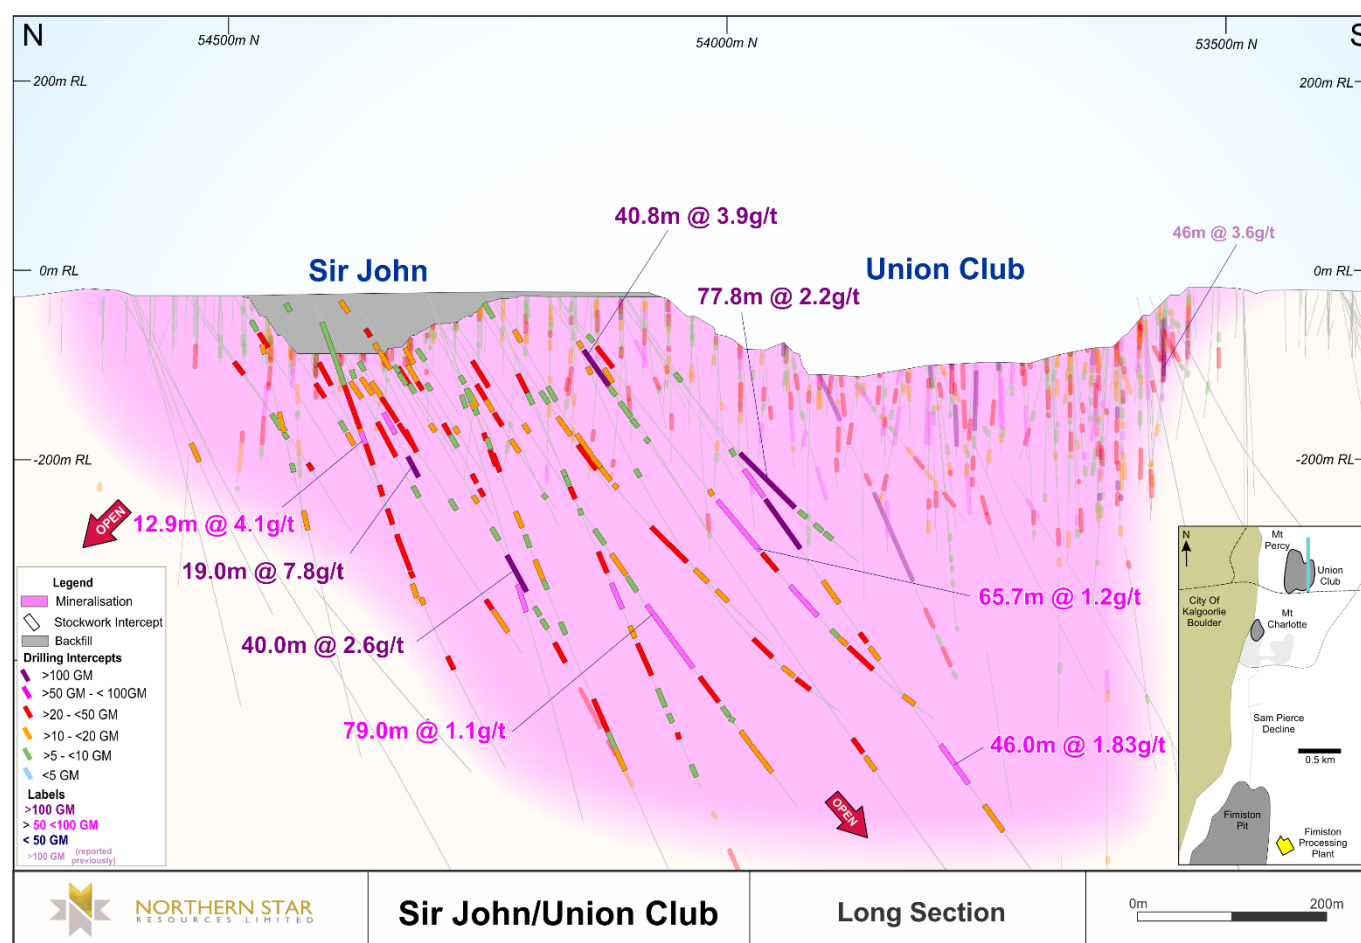 N
54500m N
54000m N
53500m N
S
200m RL
200m RL
40.8m @ 3.9g/t
46m @ 3.6g/t
0m RL
Sir John
Union Club
0m RL
77.8m @ 2.2g/t
-200m RL
-200m RL
OPEN
12.9m @ 4.1g/t
19.0m @ 7.8g/t
65.7m @ 1.2g/t
40.0m @ 2.6g/t
79.0m @ 1.1g/t
46.0m @ 1.83g/t
OPEN
Legend
Mineralisation
Stockwork Intercept
Backfill
Drilling Intercepts
>100 GM
>50 GM - < 100GM
>20 - <50 GM
>10 - <20 GM
>5 - <10 GM
<5 GM
Labels
>100 GM
> 50 <100 GM
< 50 GM
>100 GM (reported previously)
N
Mt
Percy
Union
Club
City Of
Kalgoorlie
Boulder
Mt
Charlotte
Sam Pierce
Decline
0.5 km
Fimiston
Pit
Fimiston
Processing
Plant
NORTHERN STAR
RESOURCES LIMITED
Sir John/Union Club
Long Section
0m
200m